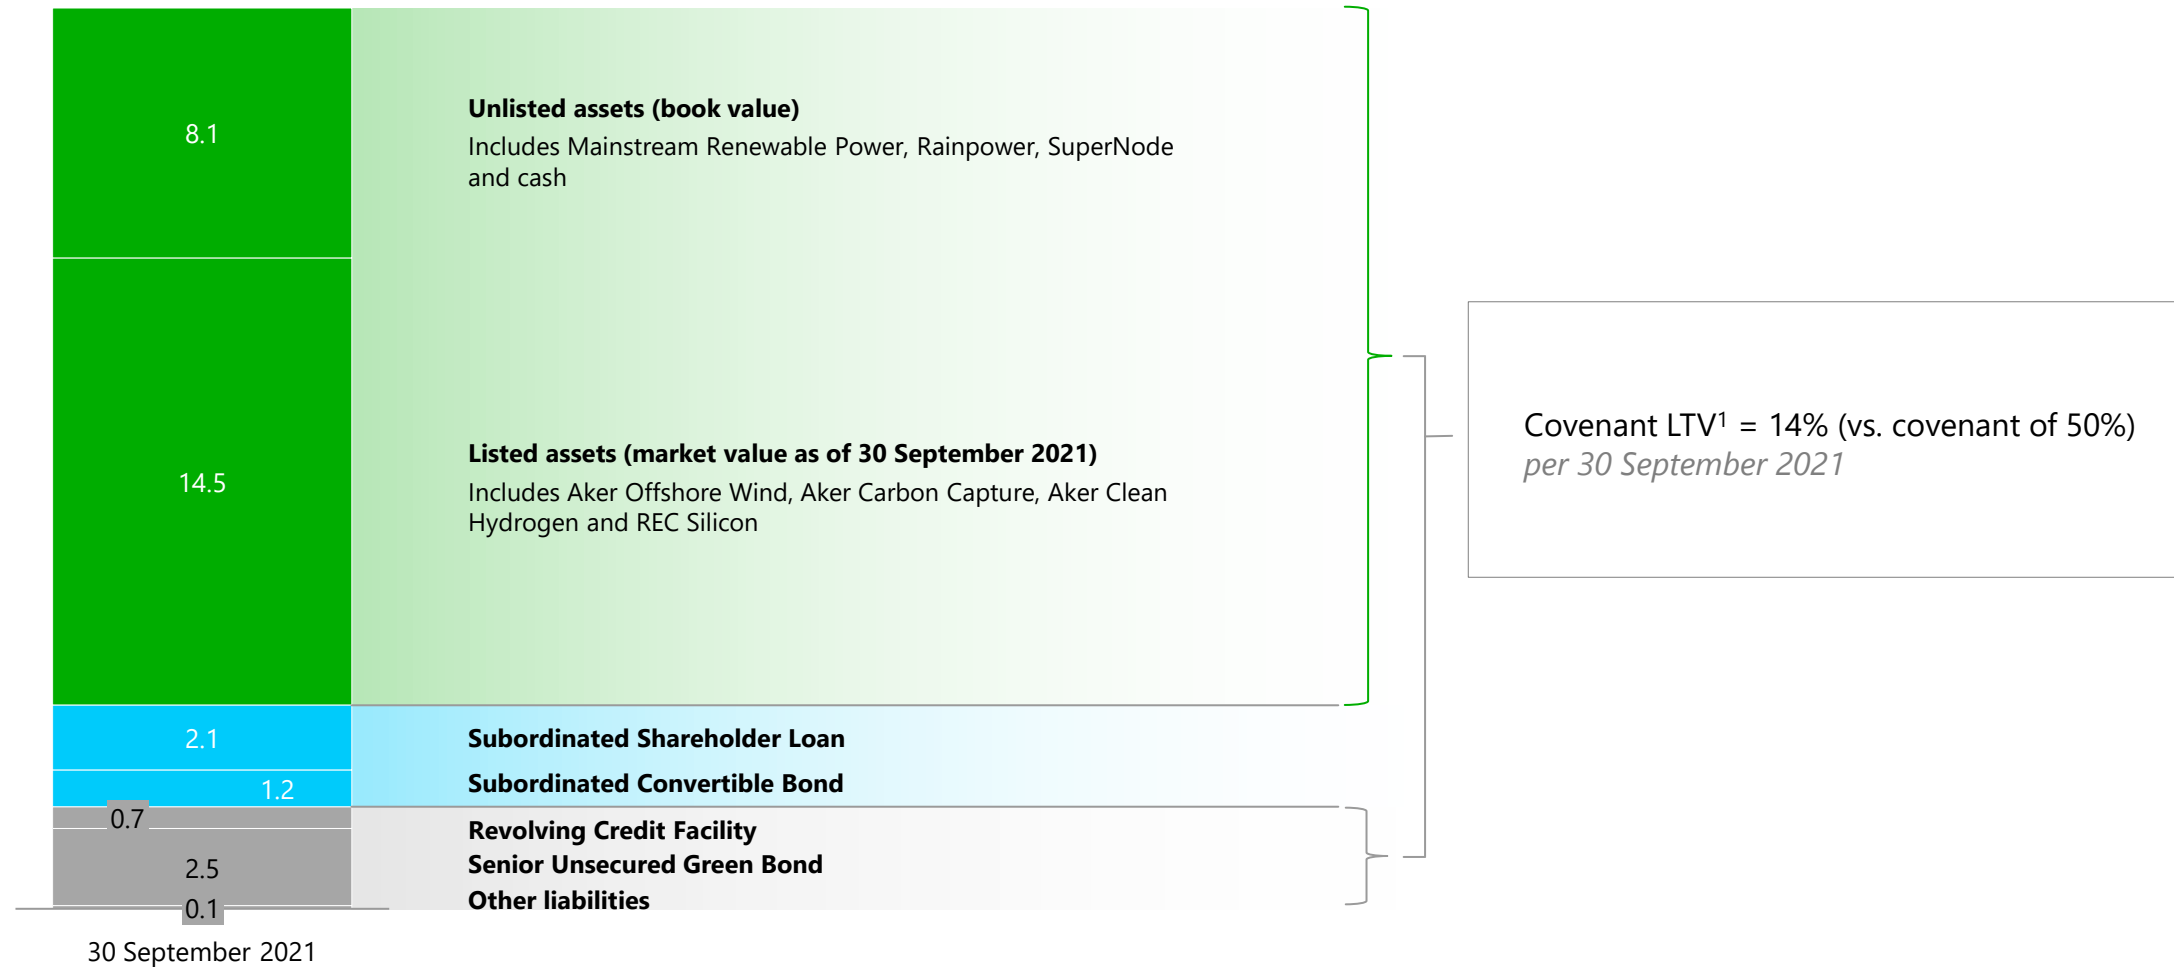 8.1
Unlisted assets (book value)
Includes Mainstream Renewable Power, Rainpower, SuperNode
and cash
14.5
Listed assets (market value as of 30 September 2021)
Includes Aker Offshore Wind, Aker Carbon Capture, Aker Clean
Hydrogen and REC Silicon
Covenant LTV¹ = 14% (vs. covenant of 50%)
per 30 September 2021
2.1
Subordinated Shareholder Loan
1.2
Subordinated Convertible Bond
0.7
Revolving Credit Facility
2.5
Senior Unsecured Green Bond
0.1
Other liabilities
30 September 2021